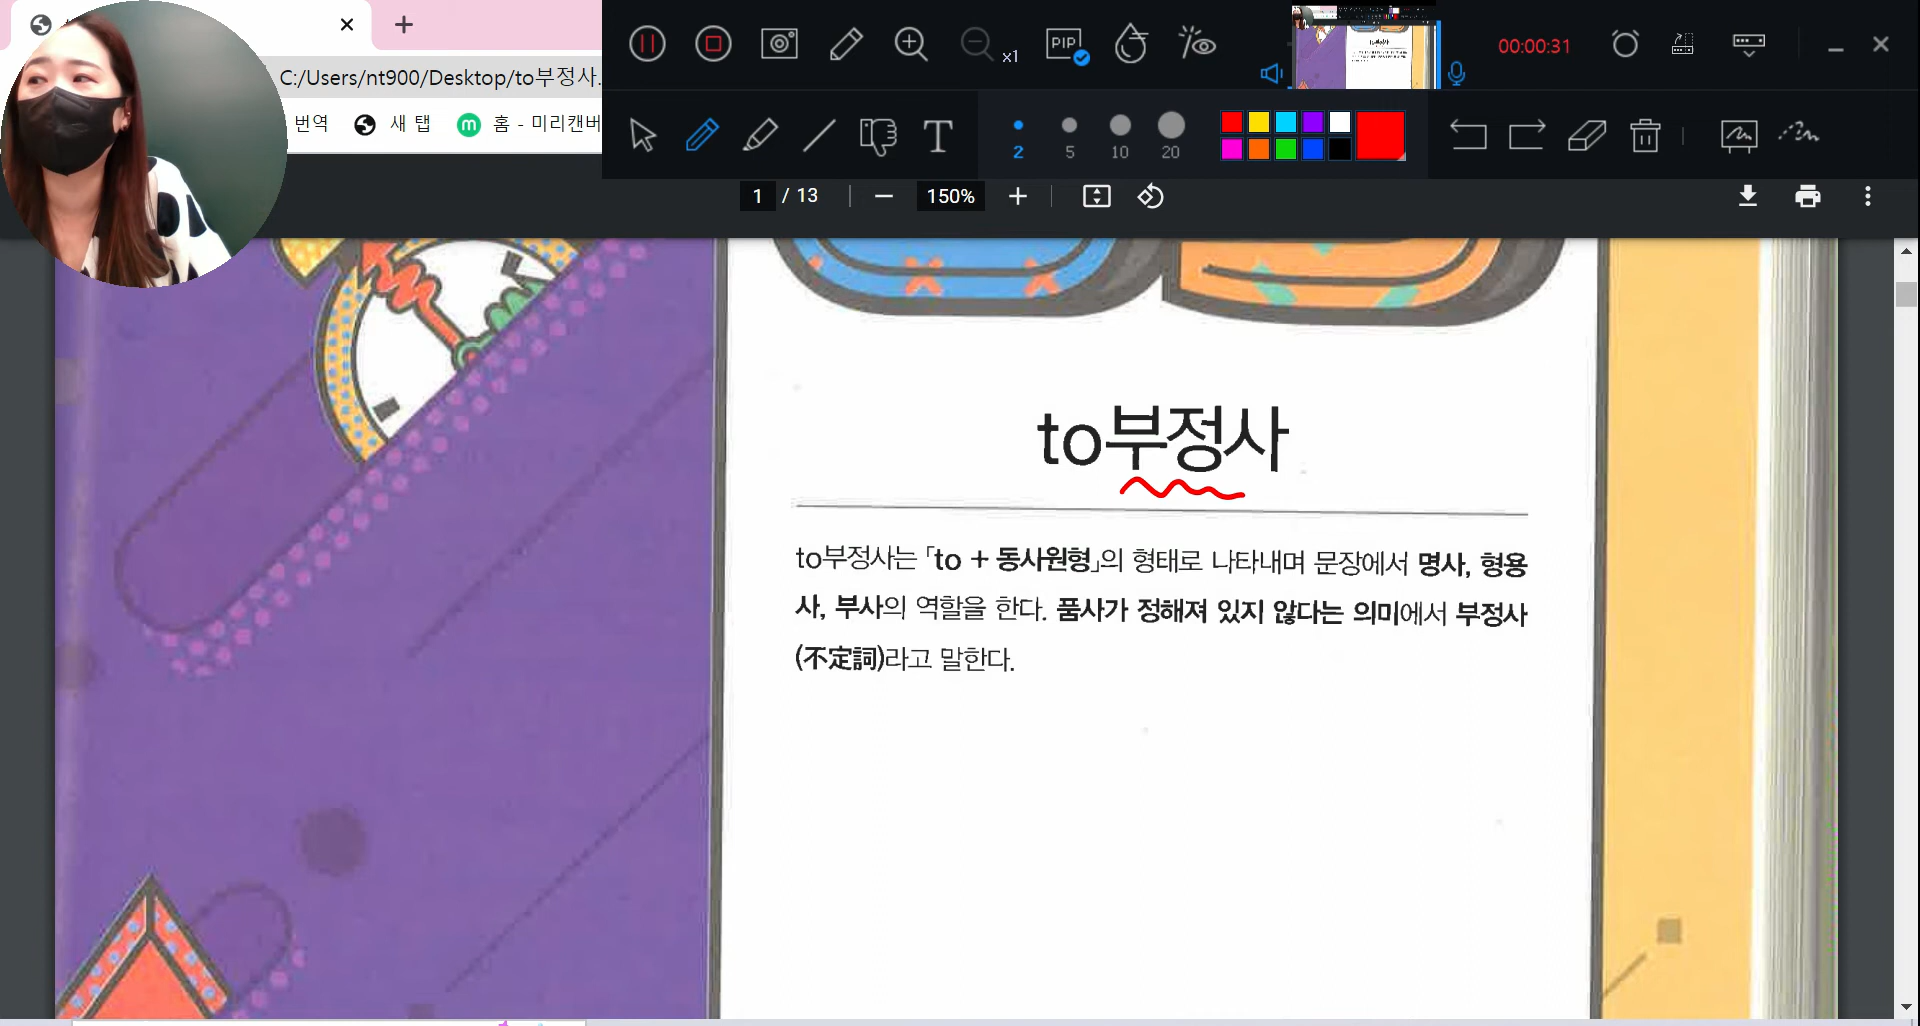 C:/Users/nt900/Desktop/to부정사.
번역 새 탭 m 홈 - 미리캔버
x1 PIP 00:00:31
T 2 5 10 20
1 / 13 150%
to부정사
to부정사는 「to + 동사원형」의 형태로 나타내며 문장에서 명사, 형용
사, 부사의 역할을 한다. 품사가 정해져 있지 않다는 의미에서 부정사
(不定詞)라고 말한다.